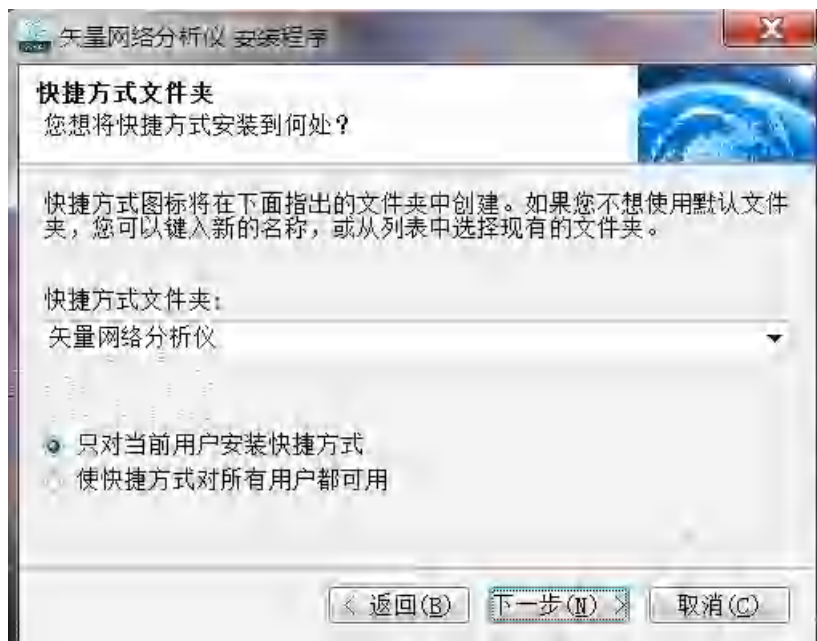 矢量网络分析仪 安装程序
快捷方式文件夹
您想将快捷方式安装到何处？
快捷方式图标将在下面指出的文件夹中创建。如果您不想使用默认文件
夹，您可以键入新的名称，或从列表中选择现有的文件夹。
快捷方式文件夹：
矢量网络分析仪
只对当前用户安装快捷方式
使快捷方式对所有用户都可用
< 返回(B) 下一步(N) > 取消(C)